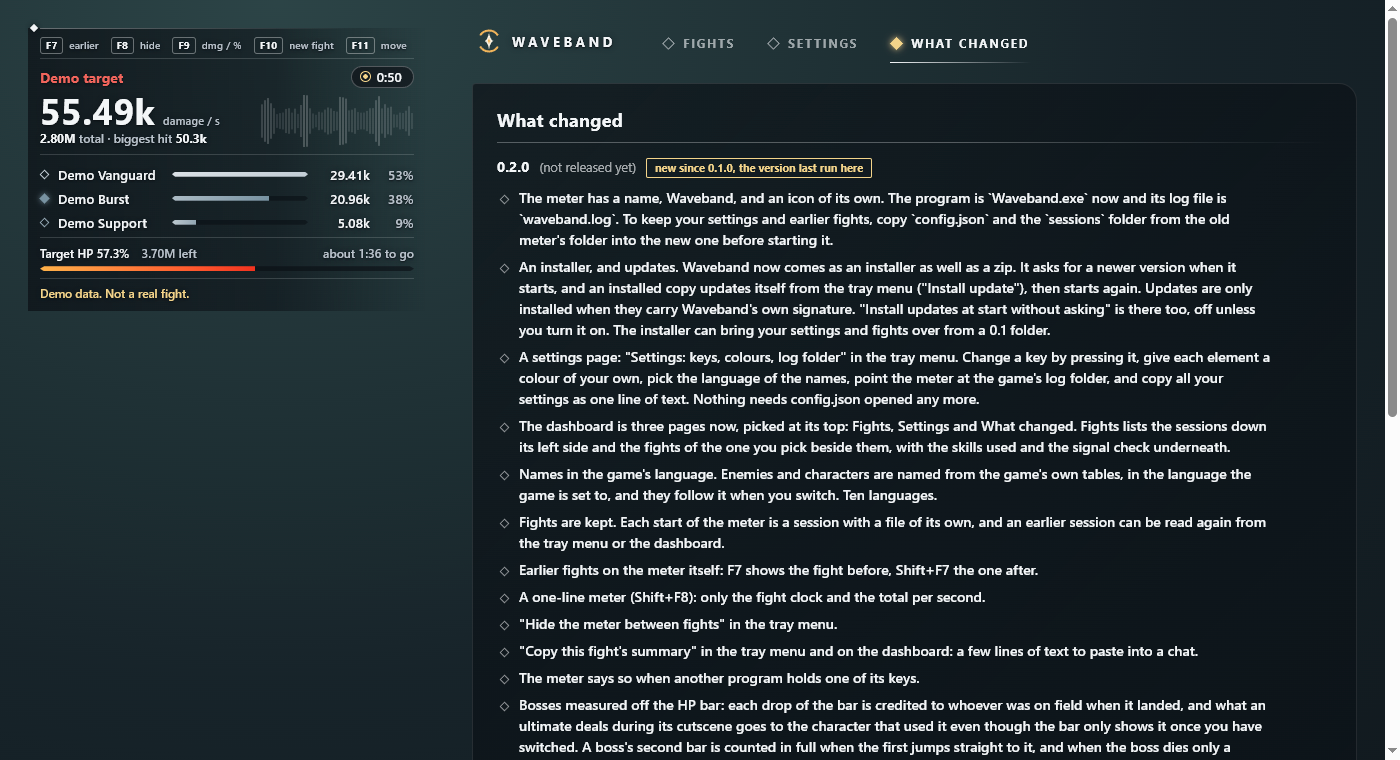 F7 earlier F8 hide F9 dmg / % F10 new fight F11 move
Demo target 0:50
55.49k damage / s
2.80M total · biggest hit 50.3k
Demo Vanguard 29.41k 53%
Demo Burst 20.96k 38%
Demo Support 5.08k 9%
Target HP 57.3% 3.70M left about 1:36 to go
Demo data. Not a real fight.
WAVEBAND FIGHTS SETTINGS WHAT CHANGED
What changed
0.2.0 (not released yet) new since 0.1.0, the version last run here
The meter has a name, Waveband, and an icon of its own. The program is `Waveband.exe` now and its log file is
`waveband.log`. To keep your settings and earlier fights, copy `config.json` and the `sessions` folder from the old
meter's folder into the new one before starting it.
An installer, and updates. Waveband now comes as an installer as well as a zip. It asks for a newer version when it
starts, and an installed copy updates itself from the tray menu ("Install update"), then starts again. Updates are only
installed when they carry Waveband's own signature. "Install updates at start without asking" is there too, off unless
you turn it on. The installer can bring your settings and fights over from a 0.1 folder.
A settings page: "Settings: keys, colours, log folder" in the tray menu. Change a key by pressing it, give each element a
colour of your own, pick the language of the names, point the meter at the game's log folder, and copy all your
settings as one line of text. Nothing needs config.json opened any more.
The dashboard is three pages now, picked at its top: Fights, Settings and What changed. Fights lists the sessions down
its left side and the fights of the one you pick beside them, with the skills used and the signal check underneath.
Names in the game's language. Enemies and characters are named from the game's own tables, in the language the
game is set to, and they follow it when you switch. Ten languages.
Fights are kept. Each start of the meter is a session with a file of its own, and an earlier session can be read again from
the tray menu or the dashboard.
Earlier fights on the meter itself: F7 shows the fight before, Shift+F7 the one after.
A one-line meter (Shift+F8): only the fight clock and the total per second.
"Hide the meter between fights" in the tray menu.
"Copy this fight's summary" in the tray menu and on the dashboard: a few lines of text to paste into a chat.
The meter says so when another program holds one of its keys.
Bosses measured off the HP bar: each drop of the bar is credited to whoever was on field when it landed, and what an
ultimate deals during its cutscene goes to the character that used it even though the bar only shows it once you have
switched. A boss's second bar is counted in full when the first jumps straight to it, and when the boss dies only a